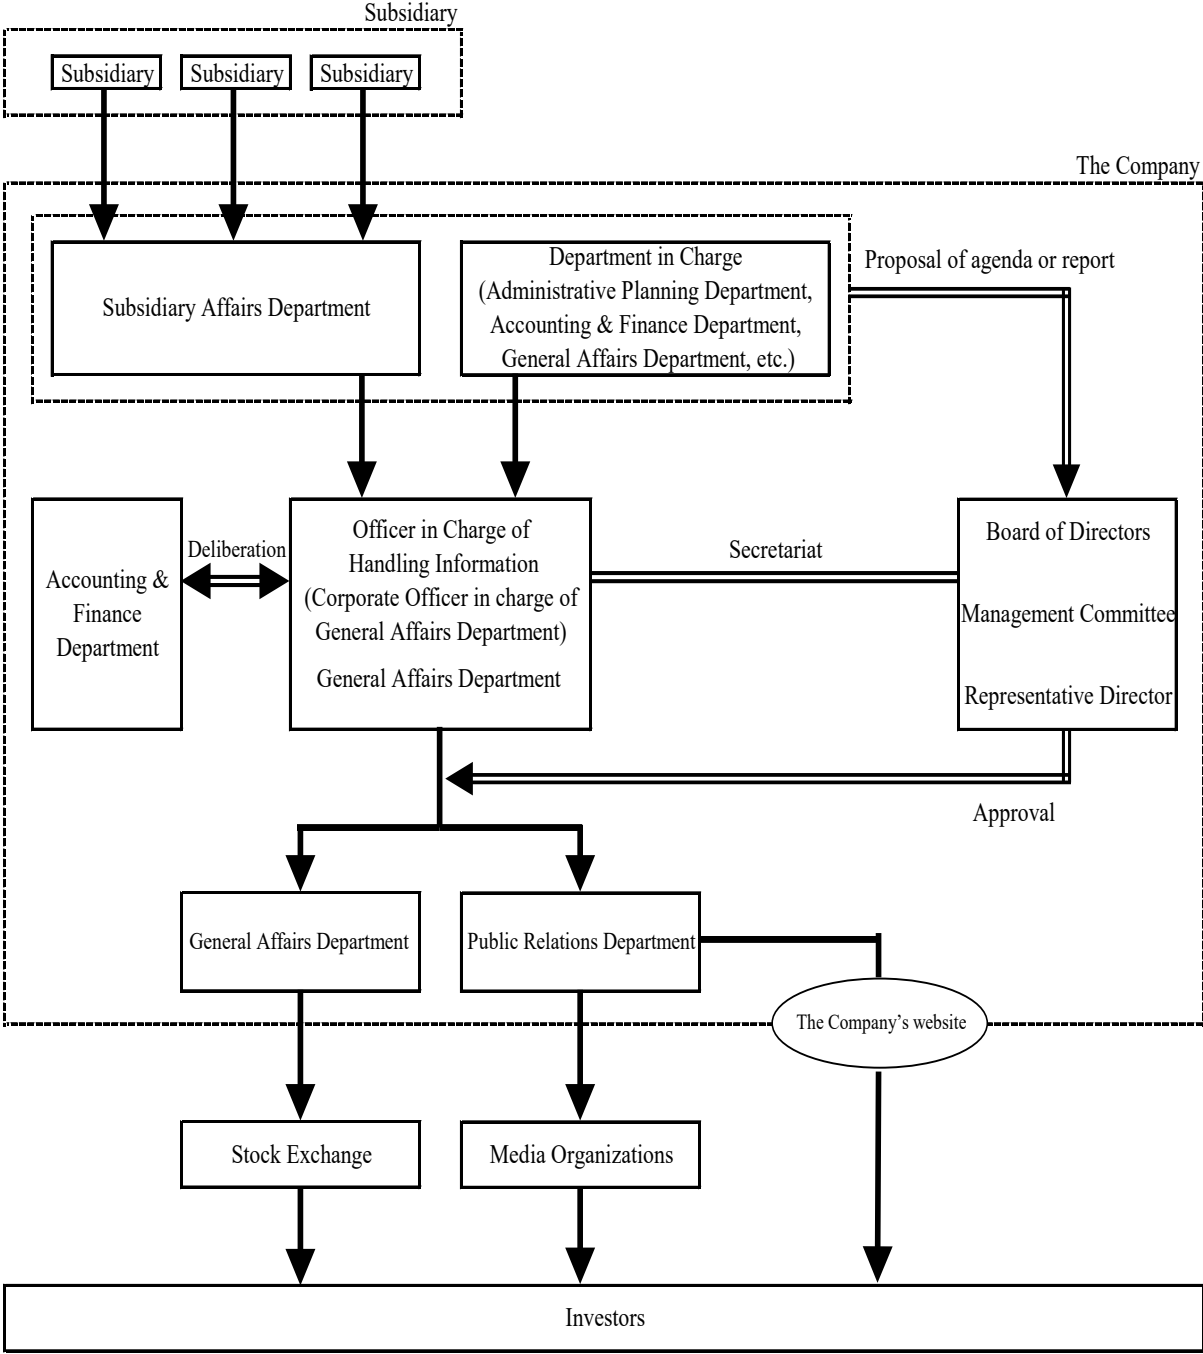 Subsidiary
Subsidiary
Subsidiary
Subsidiary
The Company
Subsidiary Affairs Department
Department in Charge
(Administrative Planning Department,
Accounting & Finance Department,
General Affairs Department, etc.)
Proposal of agenda or report
Accounting &
Finance
Department
Deliberation
Officer in Charge of
Handling Information
(Corporate Officer in charge of
General Affairs Department)
General Affairs Department
Secretariat
Board of Directors
Management Committee
Representative Director
Approval
General Affairs Department
Public Relations Department
The Company’s website
Stock Exchange
Media Organizations
Investors